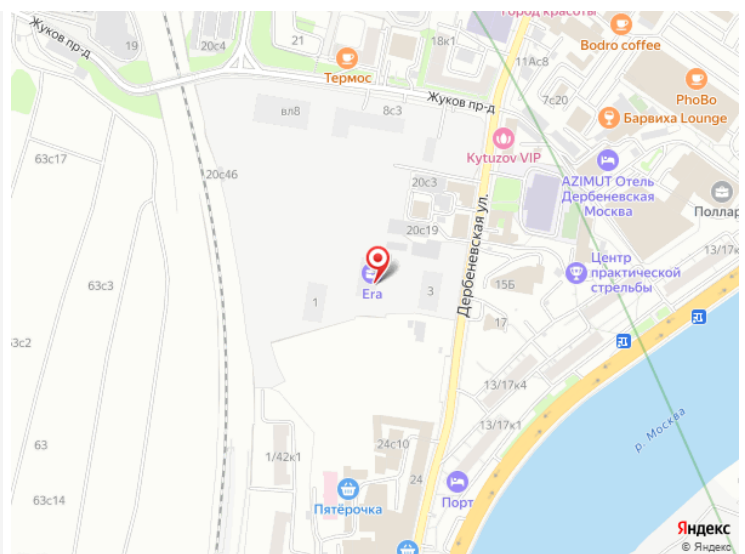 Город красоты
Жуков пр-д
20с4
21
18к1
11Ас8
Bodro coffee
Термос
7с20
PhoBo
вл8
8с3
Жуков пр-д
Барвиха Lounge
63с17
Kytuzov VIP
20с46
20с3
AZIMUT Отель
Дербеневская
Москва
Поллар
20с19
Дербеневская ул.
13/17к
Центр
практической
стрельбы
63с3
Era
1
3
15Б
17
63с2
13/17к4
13/17к1
р. Москва
63
1/42к1
24с10
24
63с14
Пятёрочка
Порт
Яндекс
© Яндекс